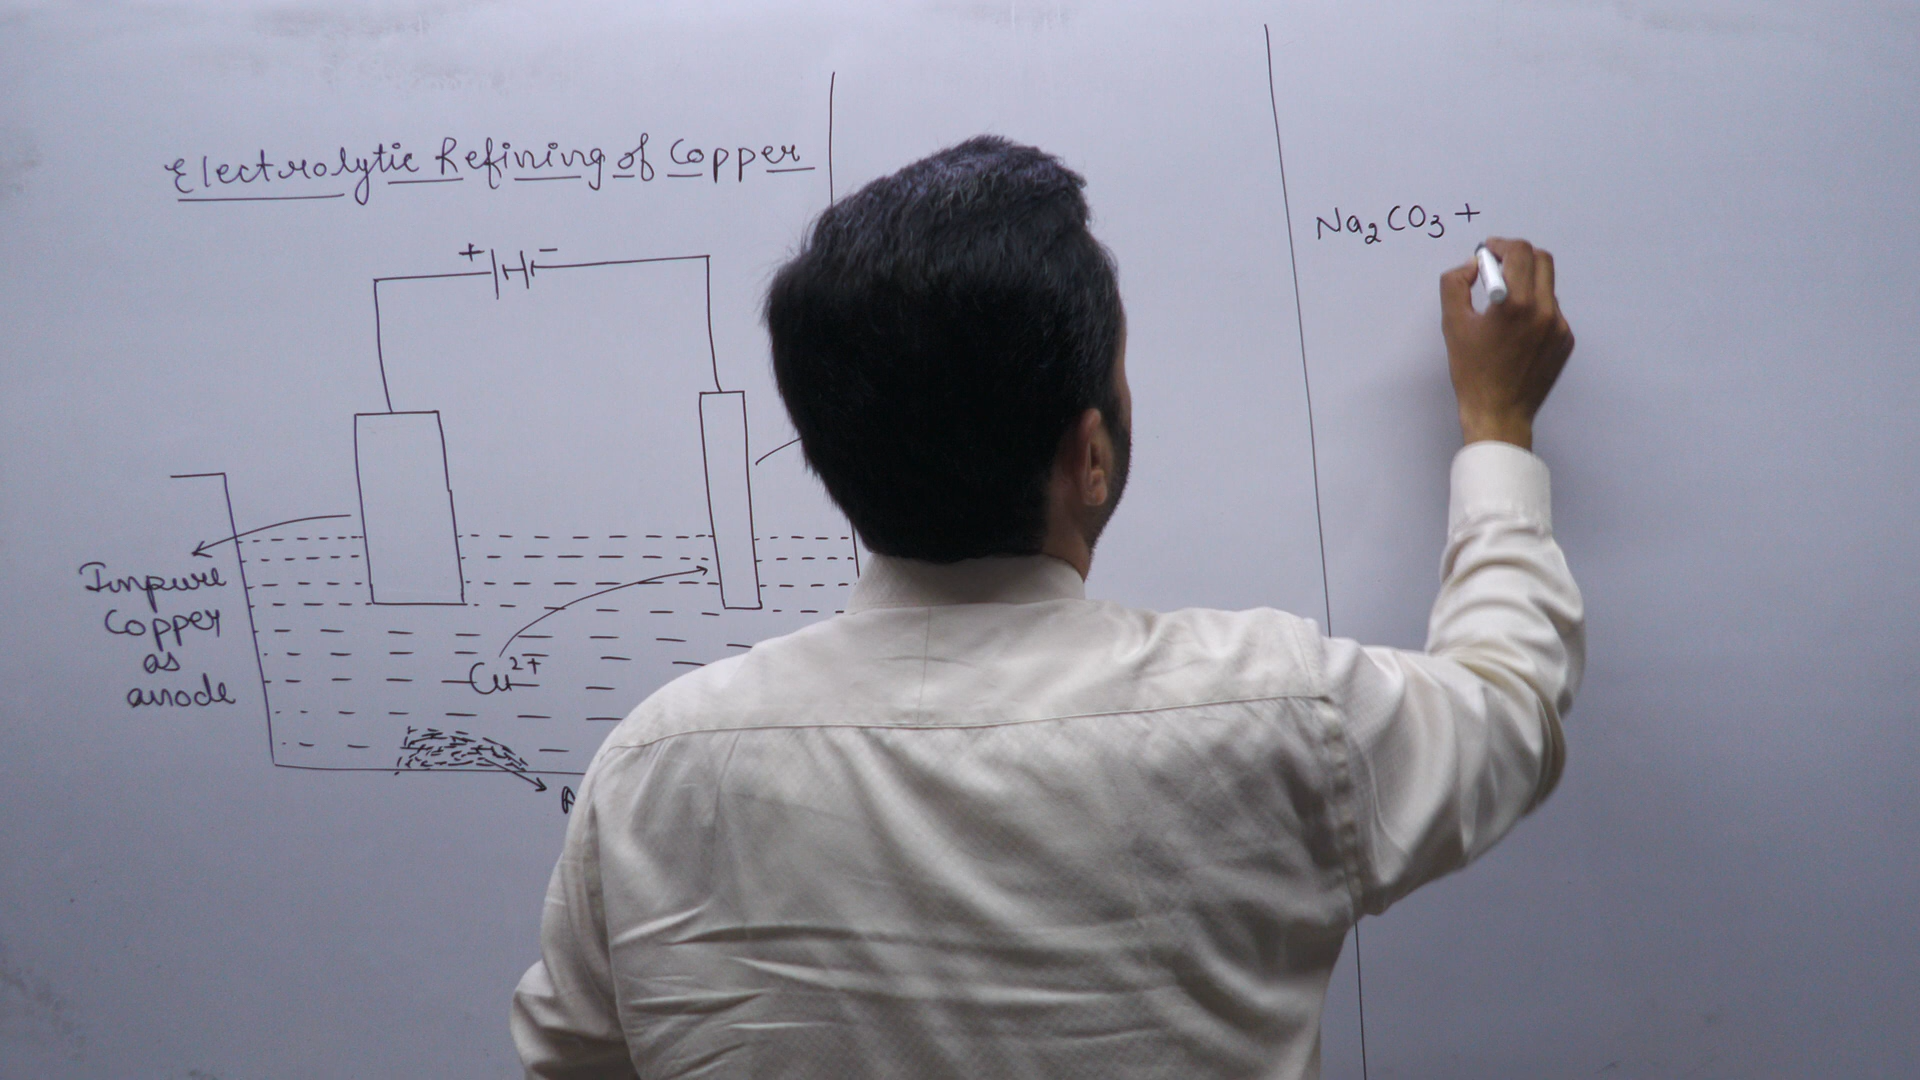 Electrolytic Refining of Copper
+ −
Impure
Copper
as
anode
Cu²⁺
Na₂CO₃ +